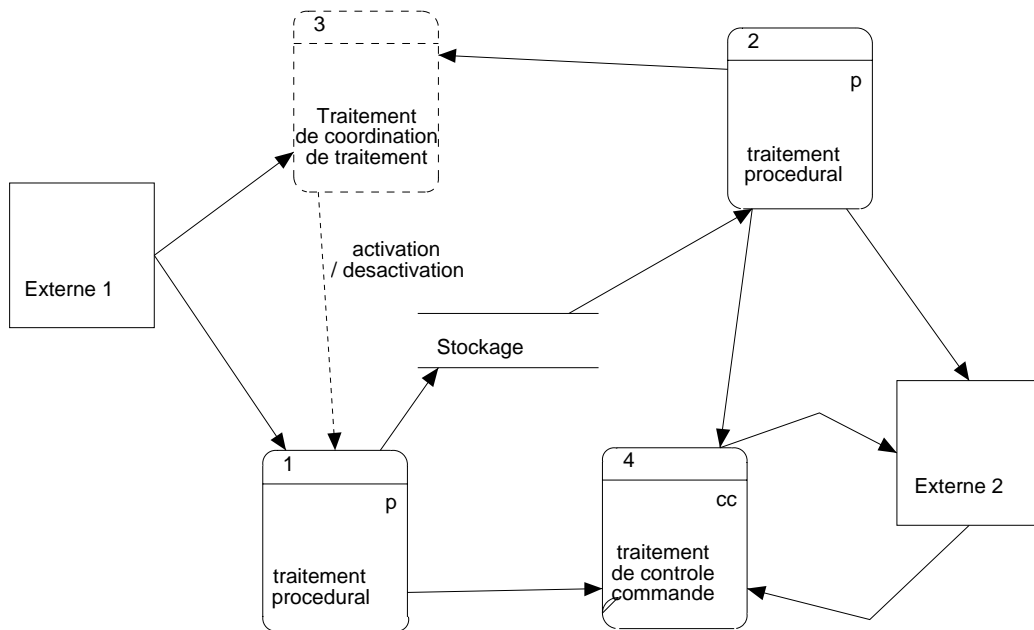 3
Traitement
de coordination
de traitement
2
p
traitement
procedural
Externe 1
activation
/ desactivation
Stockage
1
p
traitement
procedural
4
cc
traitement
de controle
commande
Externe 2